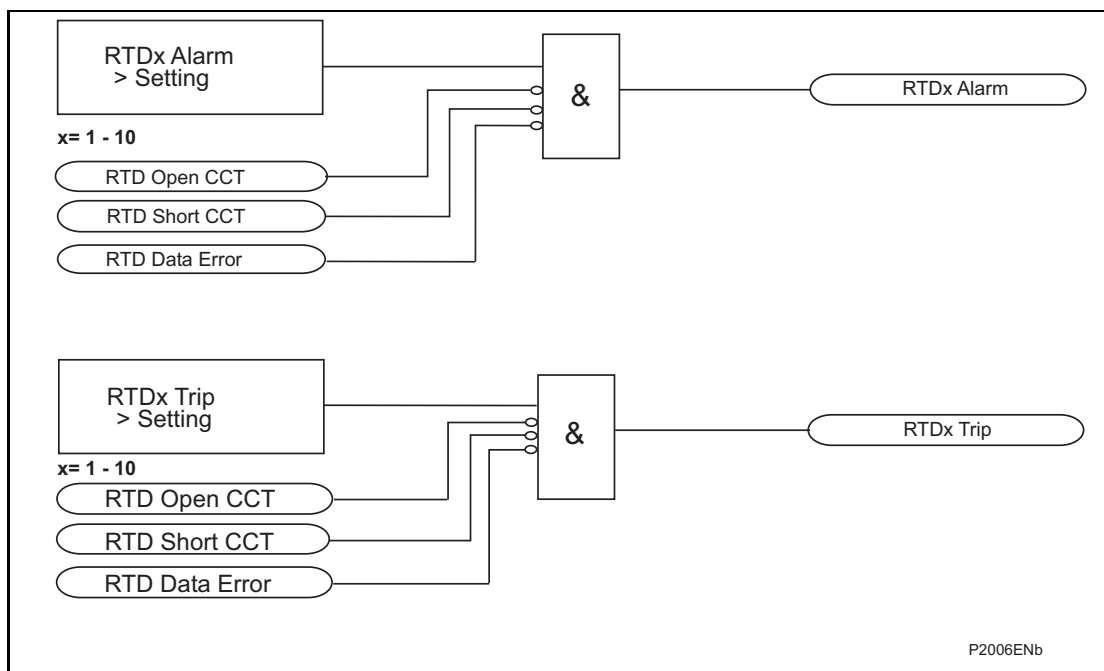 RTDx Alarm
> Setting
&
RTDx Alarm
x= 1 - 10
RTD Open CCT
RTD Short CCT
RTD Data Error
RTDx Trip
> Setting
&
RTDx Trip
x= 1 - 10
RTD Open CCT
RTD Short CCT
RTD Data Error
P2006ENb